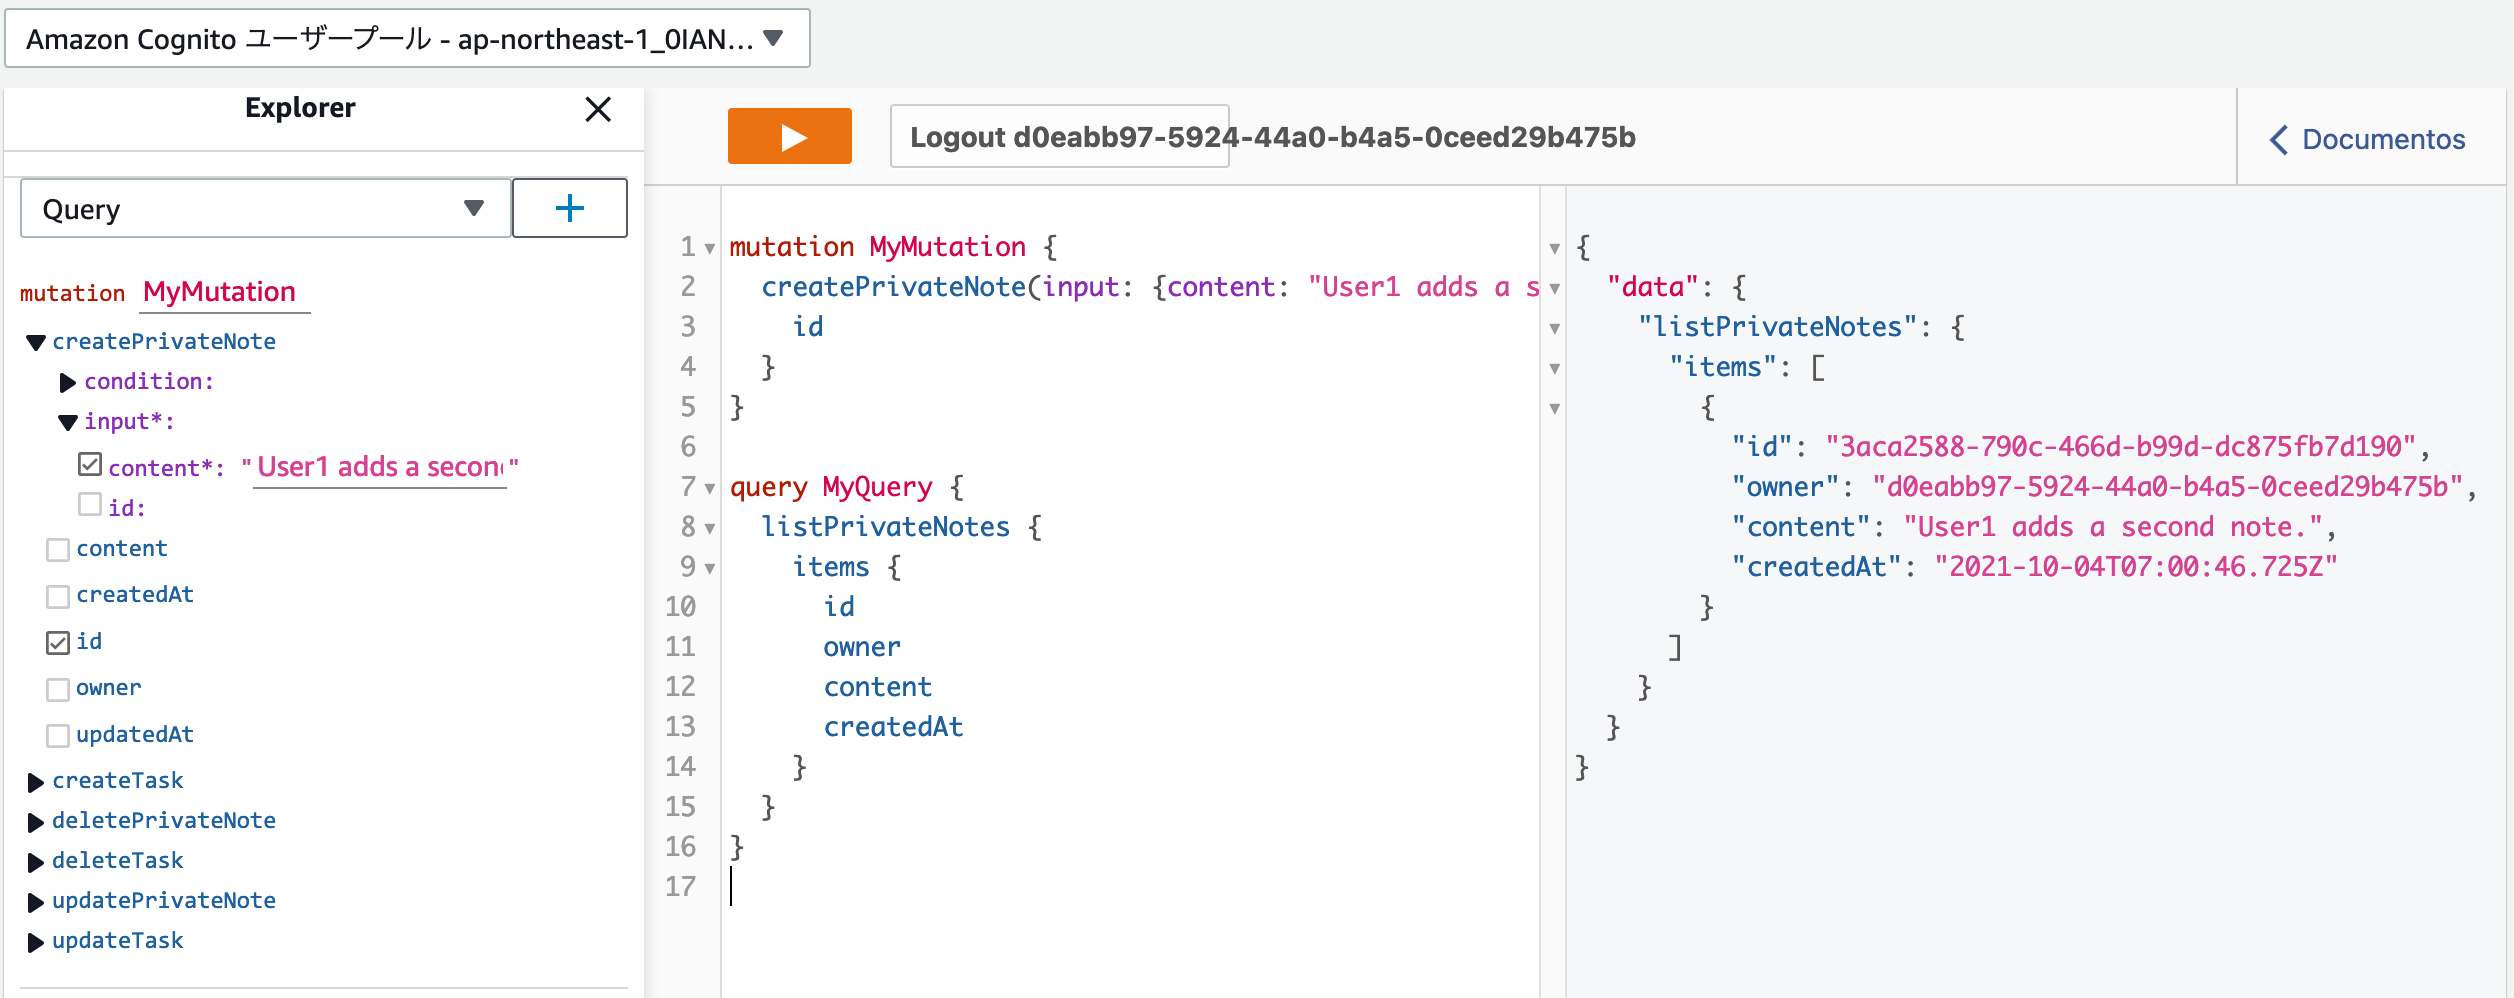 Amazon Cognito ユーザープール - ap-northeast-1_0IAN...
Explorer
Logout d0eabb97-5924-44a0-b4a5-0ceed29b475b
Documentos
Query
mutation MyMutation
createPrivateNote
condition:
input*:
content*: "User1 adds a secon"
id:
content
createdAt
id
owner
updatedAt
createTask
deletePrivateNote
deleteTask
updatePrivateNote
updateTask
1 mutation MyMutation {
2 createPrivateNote(input: {content: "User1 adds a s
3 id
4 }
5 }
6
7 query MyQuery {
8 listPrivateNotes {
9 items {
10 id
11 owner
12 content
13 createdAt
14 }
15 }
16 }
17
{
"data": {
"listPrivateNotes": {
"items": [
{
"id": "3aca2588-790c-466d-b99d-dc875fb7d190",
"owner": "d0eabb97-5924-44a0-b4a5-0ceed29b475b",
"content": "User1 adds a second note.",
"createdAt": "2021-10-04T07:00:46.725Z"
}
]
}
}
}